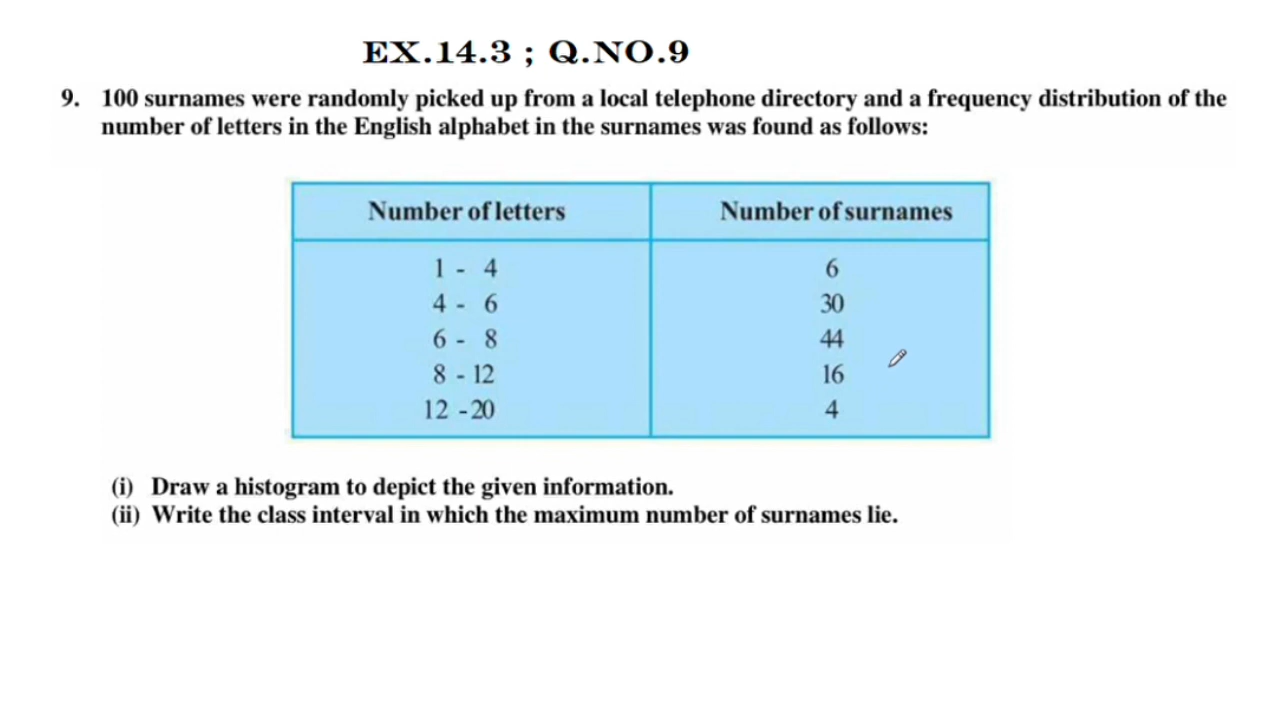 EX.14.3 ; Q.NO.9
9. 100 surnames were randomly picked up from a local telephone directory and a frequency distribution of the
number of letters in the English alphabet in the surnames was found as follows:
Number of letters Number of surnames
1 - 4 6
4 - 6 30
6 - 8 44
8 - 12 16
12 - 20 4
(i) Draw a histogram to depict the given information.
(ii) Write the class interval in which the maximum number of surnames lie.